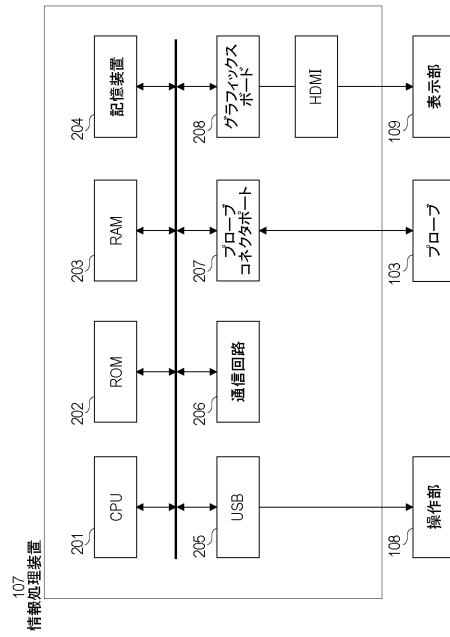 107
情報処理装置
201
CPU
202
ROM
203
RAM
204
記憶装置
205
USB
206
通信回路
207
プローブ
コネクタポート
208
グラフィックス
ボード
HDMI
108
操作部
103
プローブ
109
表示部